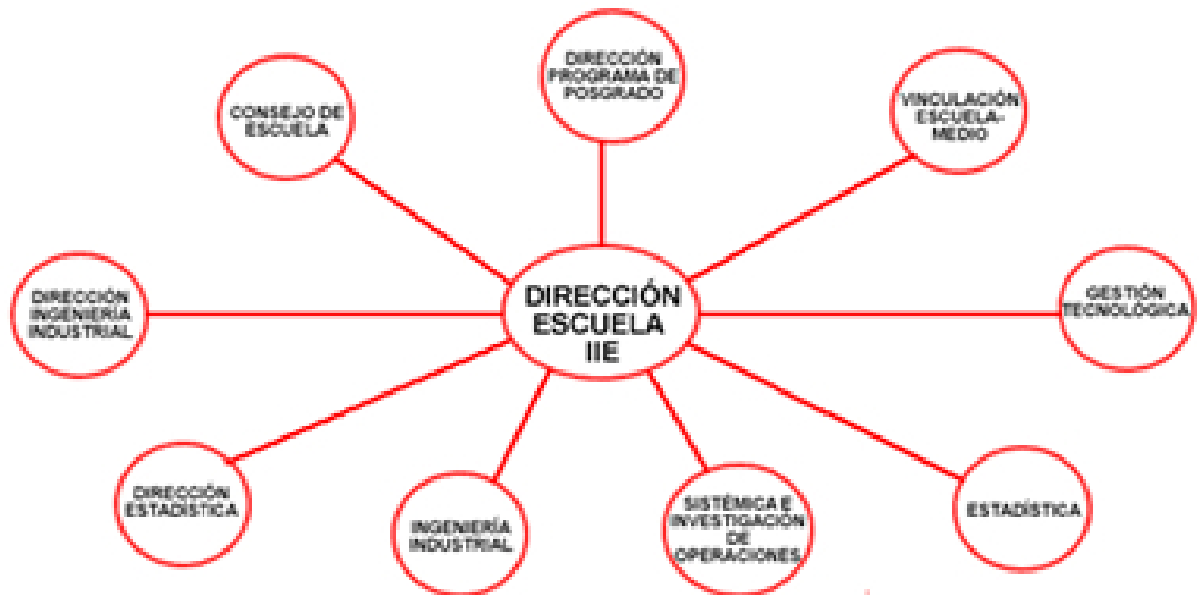 DIRECCIÓN
PROGRAMA DE
POSGRADO
CONSEJO DE
ESCUELA
VINCULACIÓN
ESCUELA-
MEDIO
DIRECCIÓN
INGENIERÍA
INDUSTRIAL
DIRECCIÓN
ESCUELA
IIE
GESTIÓN
TECNOLÓGICA
DIRECCIÓN
ESTADÍSTICA
INGENIERÍA
INDUSTRIAL
SISTÉMICA E
INVESTIGACIÓN
DE
OPERACIONES
ESTADÍSTICA